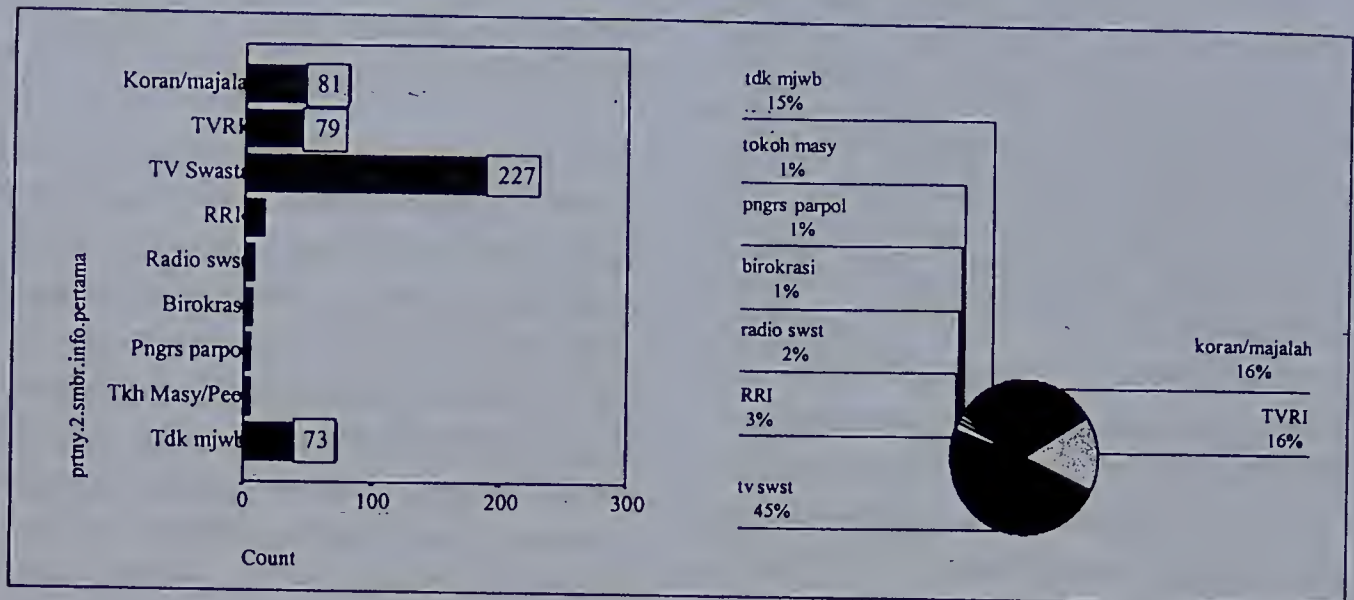 Koran/majala
81
TVRI
79
TV Swast
227
RRI
Radio sws
Birokras
Pngrs parpo
Tkh Masy/Peo
Tdk mjwb
73
prtny.2.smbr.info.pertama
0 100 200 300
Count
tdk mjwb
15%
tokoh masy
1%
pngrs parpol
1%
birokrasi
1%
radio swst
2%
RRI
3%
tv swst
45%
koran/majalah
16%
TVRI
16%